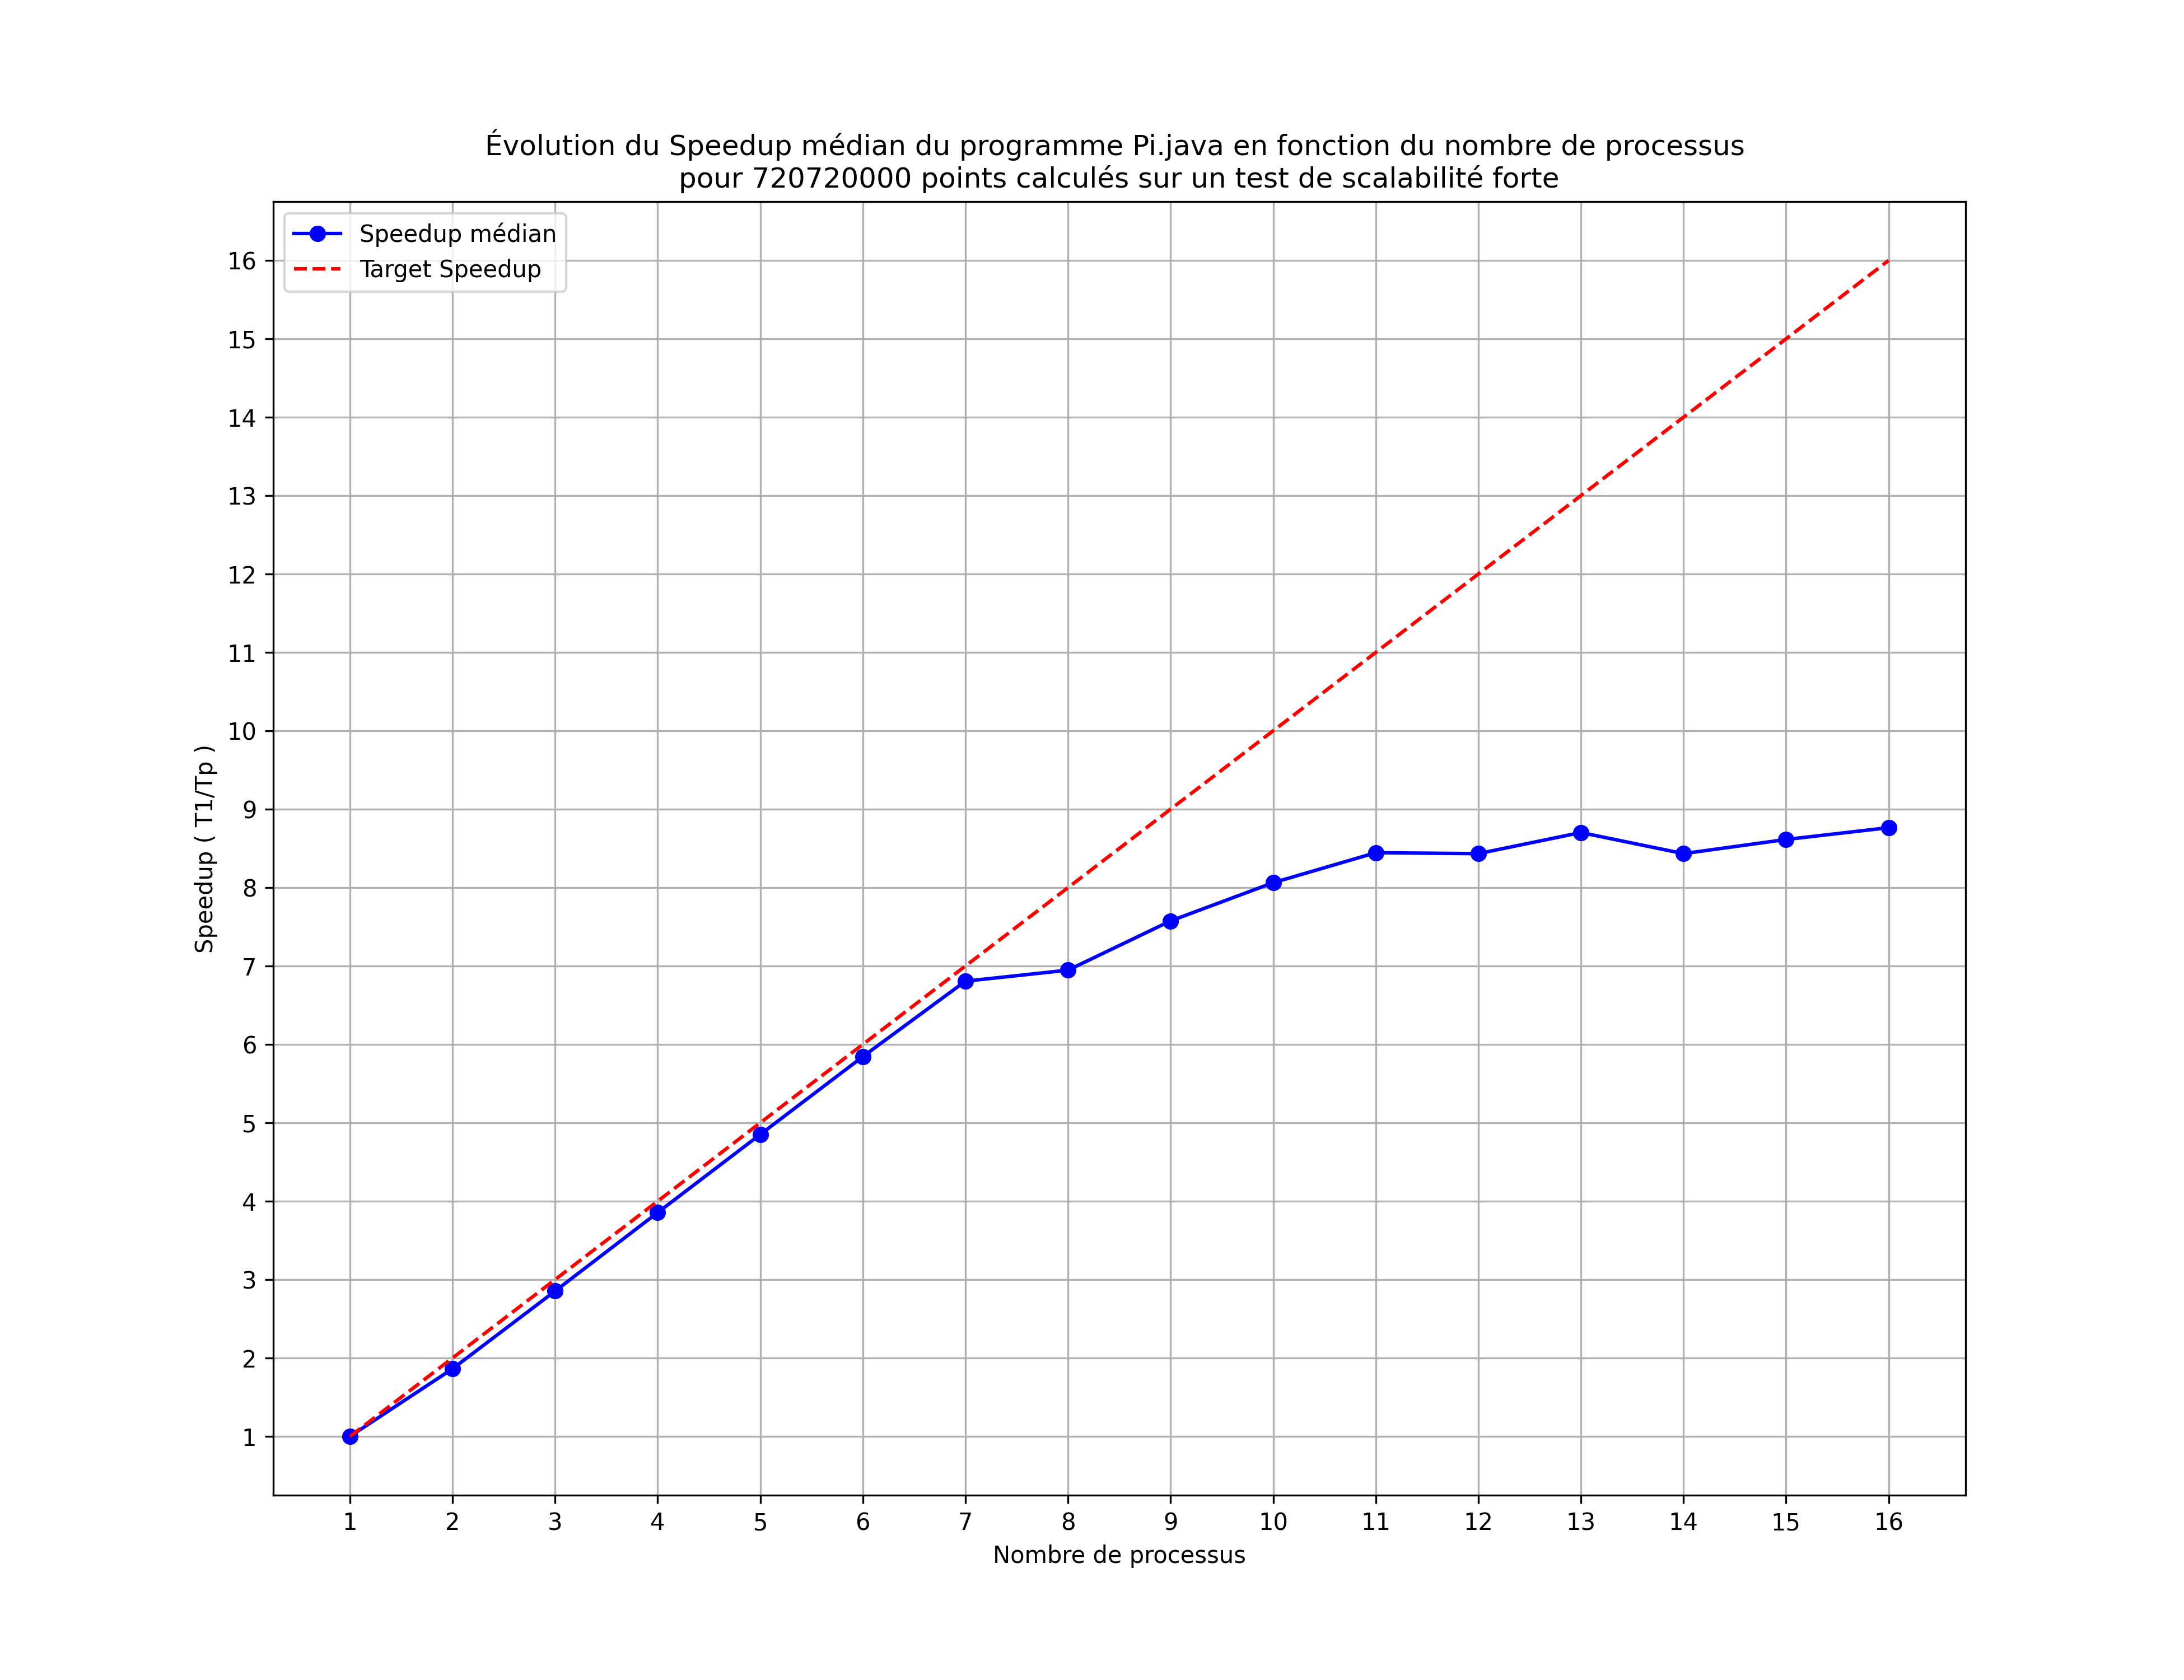 Évolution du Speedup médian du programme Pi.java en fonction du nombre de processus
pour 720720000 points calculés sur un test de scalabilité forte
Speedup médian
Target Speedup
16
15
14
13
12
11
10
9
8
7
6
5
4
3
2
1
Speedup ( T1/Tp )
1 2 3 4 5 6 7 8 9 10 11 12 13 14 15 16
Nombre de processus